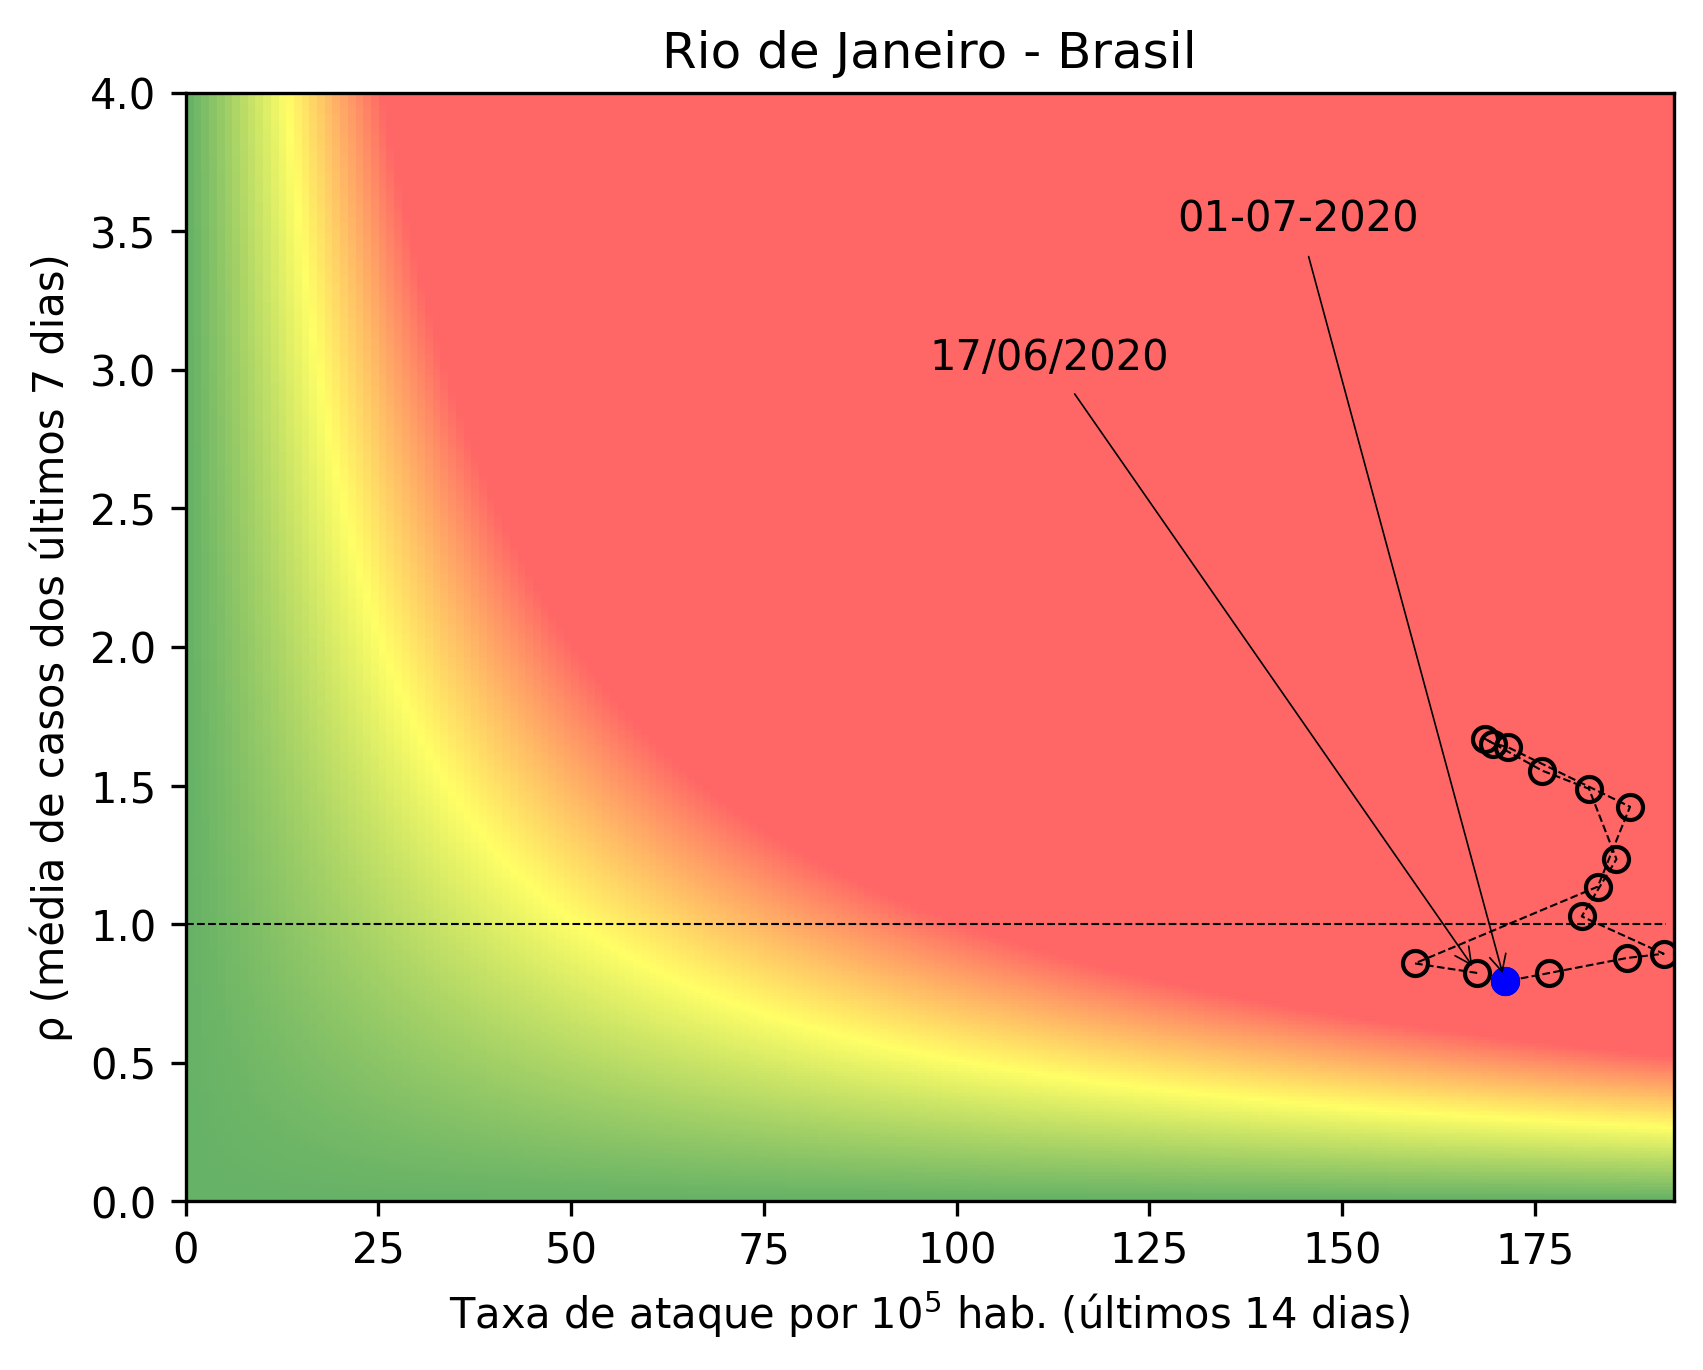 Rio de Janeiro - Brasil
ρ (média de casos dos últimos 7 dias)
4.0
3.5
3.0
2.5
2.0
1.5
1.0
0.5
0.0
01-07-2020
17/06/2020
0 25 50 75 100 125 150 175
Taxa de ataque por 10⁵ hab. (últimos 14 dias)